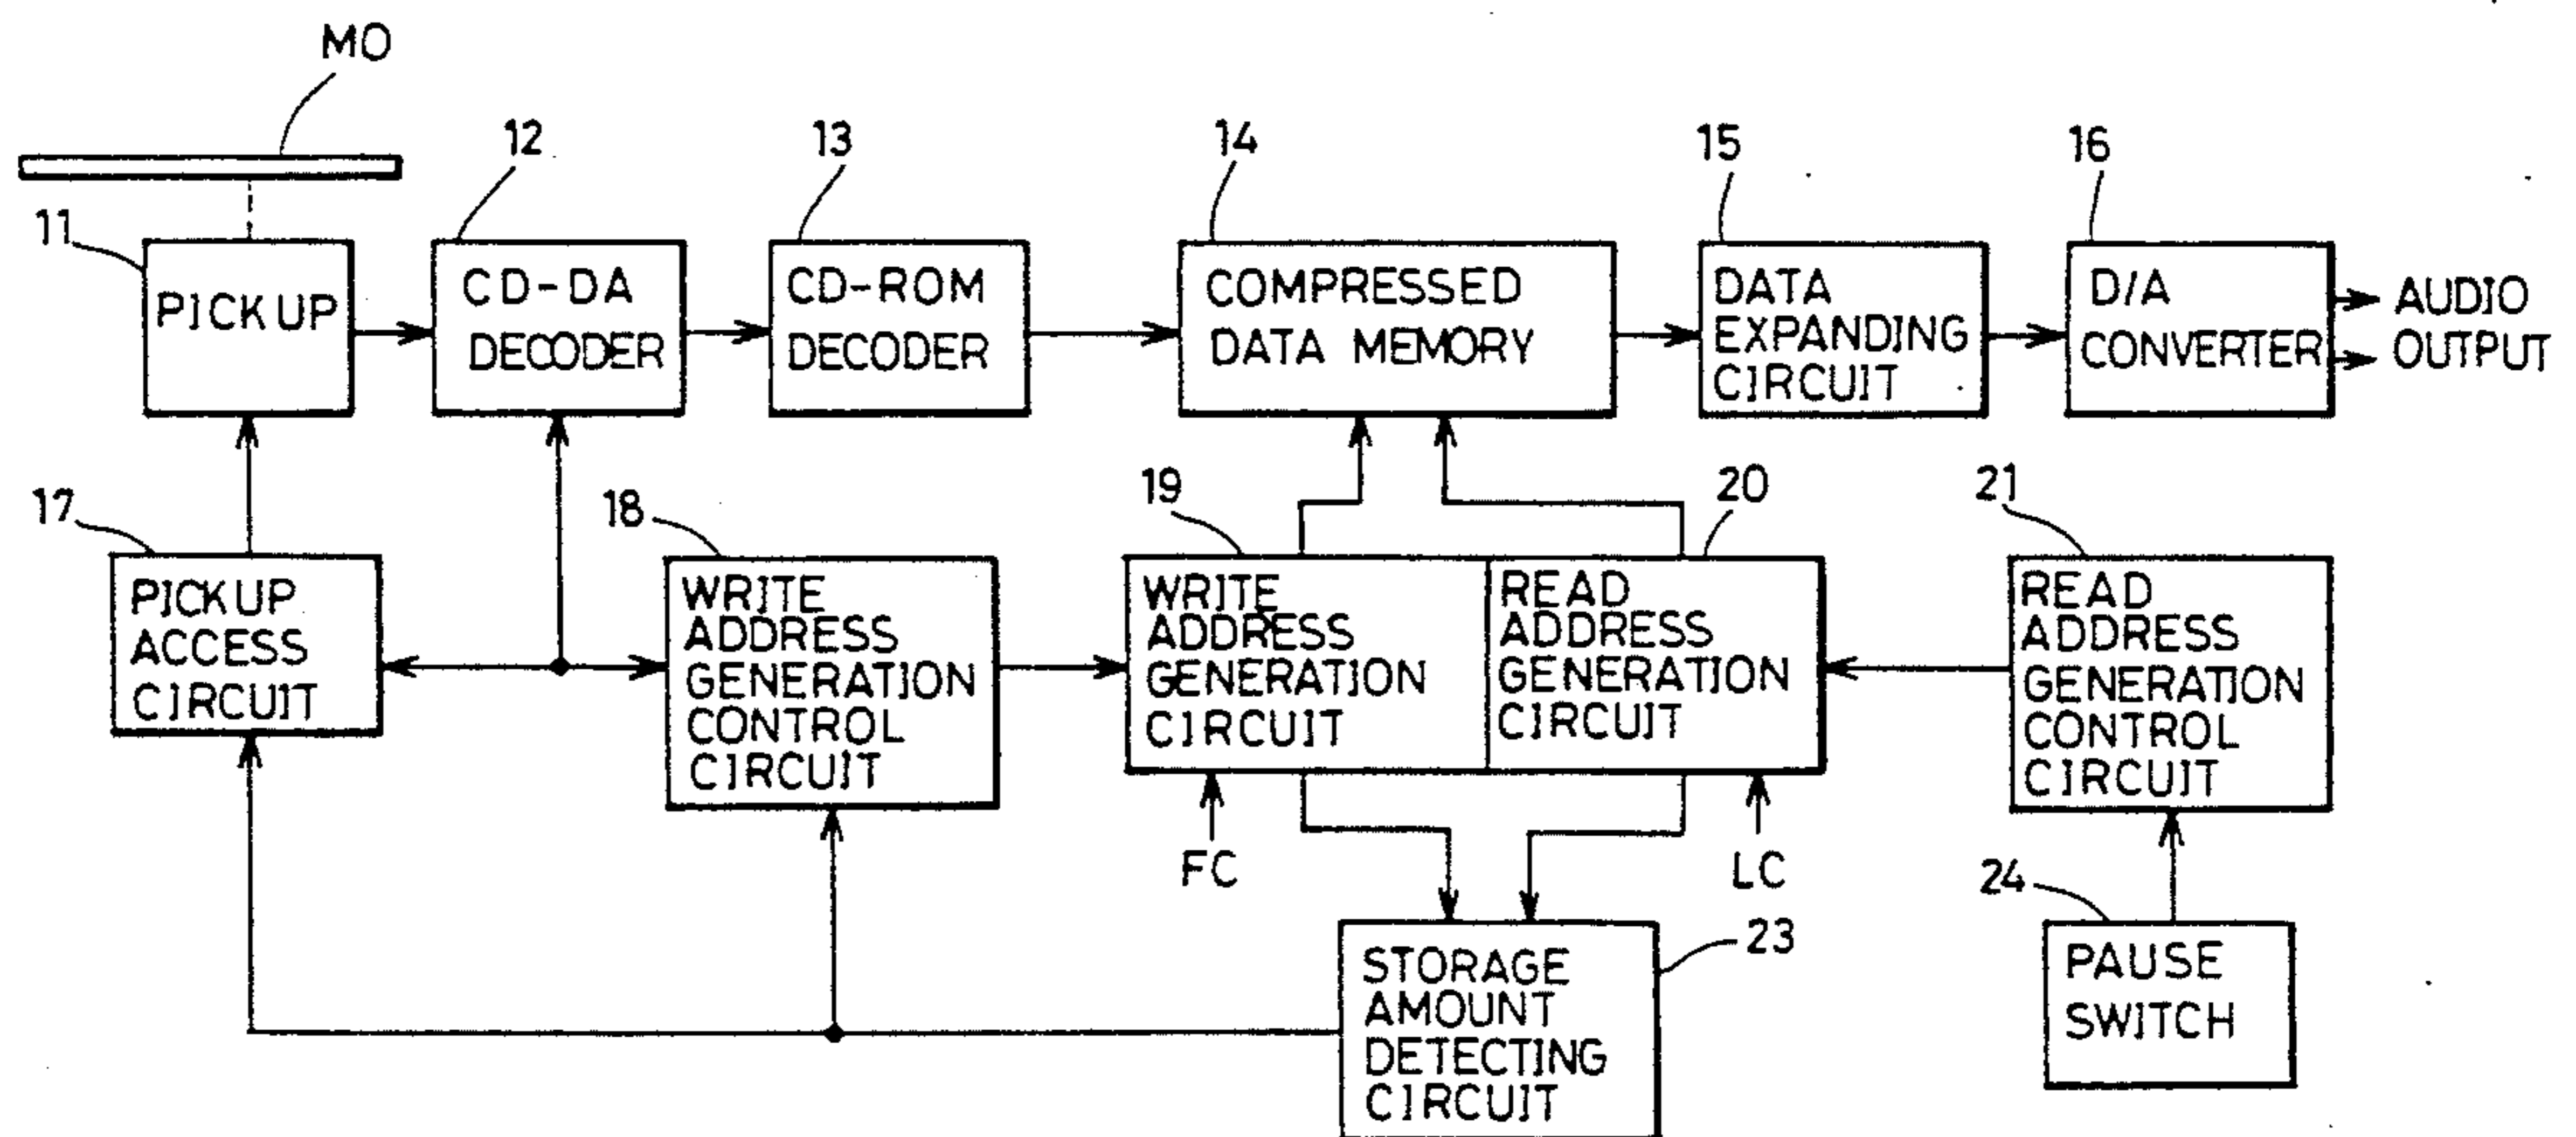 MO
11
PICKUP
12
CD-DA
DECODER
13
CD-ROM
DECODER
14
COMPRESSED
DATA MEMORY
15
DATA
EXPANDING
CIRCUIT
16
D/A
CONVERTER
AUDIO
OUTPUT
17
PICKUP
ACCESS
CIRCUIT
18
WRITE
ADDRESS
GENERATION
CONTROL
CIRCUIT
19
WRITE
ADDRESS
GENERATION
CIRCUIT
20
READ
ADDRESS
GENERATION
CIRCUIT
21
READ
ADDRESS
GENERATION
CONTROL
CIRCUIT
FC
LC
23
STORAGE
AMOUNT
DETECTING
CIRCUIT
24
PAUSE
SWITCH